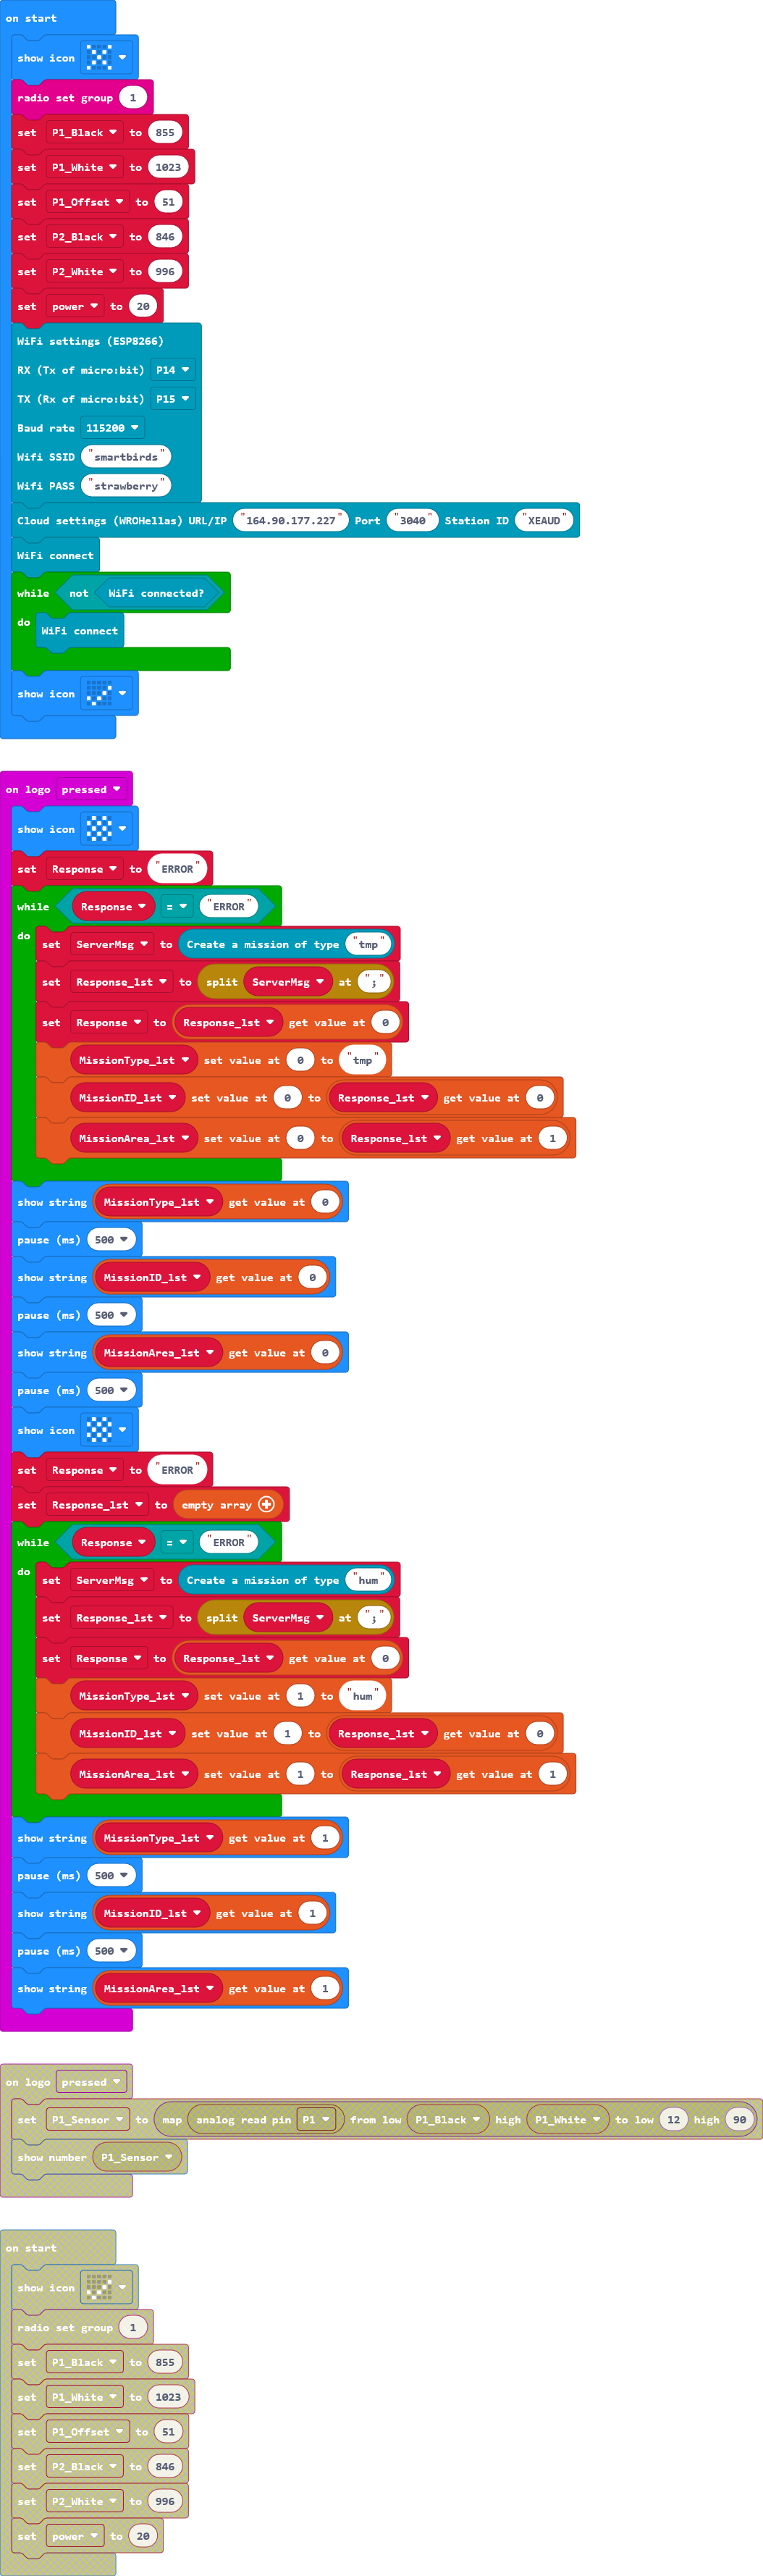 on start
show icon
radio set group 1
set P1_Black to 855
set P1_White to 1023
set P1_Offset to 51
set P2_Black to 846
set P2_White to 996
set power to 20
WiFi settings (ESP8266)
RX (Tx of micro:bit) P14
TX (Rx of micro:bit) P15
Baud rate 115200
Wifi SSID "smartbirds"
Wifi PASS "strawberry"
Cloud settings (WROHellas) URL/IP "164.90.177.227" Port "3040" Station ID "XEAUD"
WiFi connect
while not WiFi connected?
do
WiFi connect
show icon
on logo pressed
show icon
set Response to "ERROR"
while Response = "ERROR"
do
set ServerMsg to Create a mission of type "tmp"
set Response_lst to split ServerMsg at ";"
set Response to Response_lst get value at 0
MissionType_lst set value at 0 to "tmp"
MissionID_lst set value at 0 to Response_lst get value at 0
MissionArea_lst set value at 0 to Response_lst get value at 1
show string MissionType_lst get value at 0
pause (ms) 500
show string MissionID_lst get value at 0
pause (ms) 500
show string MissionArea_lst get value at 0
pause (ms) 500
show icon
set Response to "ERROR"
set Response_lst to empty array
while Response = "ERROR"
do
set ServerMsg to Create a mission of type "hum"
set Response_lst to split ServerMsg at ";"
set Response to Response_lst get value at 0
MissionType_lst set value at 1 to "hum"
MissionID_lst set value at 1 to Response_lst get value at 0
MissionArea_lst set value at 1 to Response_lst get value at 1
show string MissionType_lst get value at 1
pause (ms) 500
show string MissionID_lst get value at 1
pause (ms) 500
show string MissionArea_lst get value at 1
on logo pressed
set P1_Sensor to map analog read pin P1 from low P1_Black high P1_White to low 12 high 90
show number P1_Sensor
on start
show icon
radio set group 1
set P1_Black to 855
set P1_White to 1023
set P1_Offset to 51
set P2_Black to 846
set P2_White to 996
set power to 20